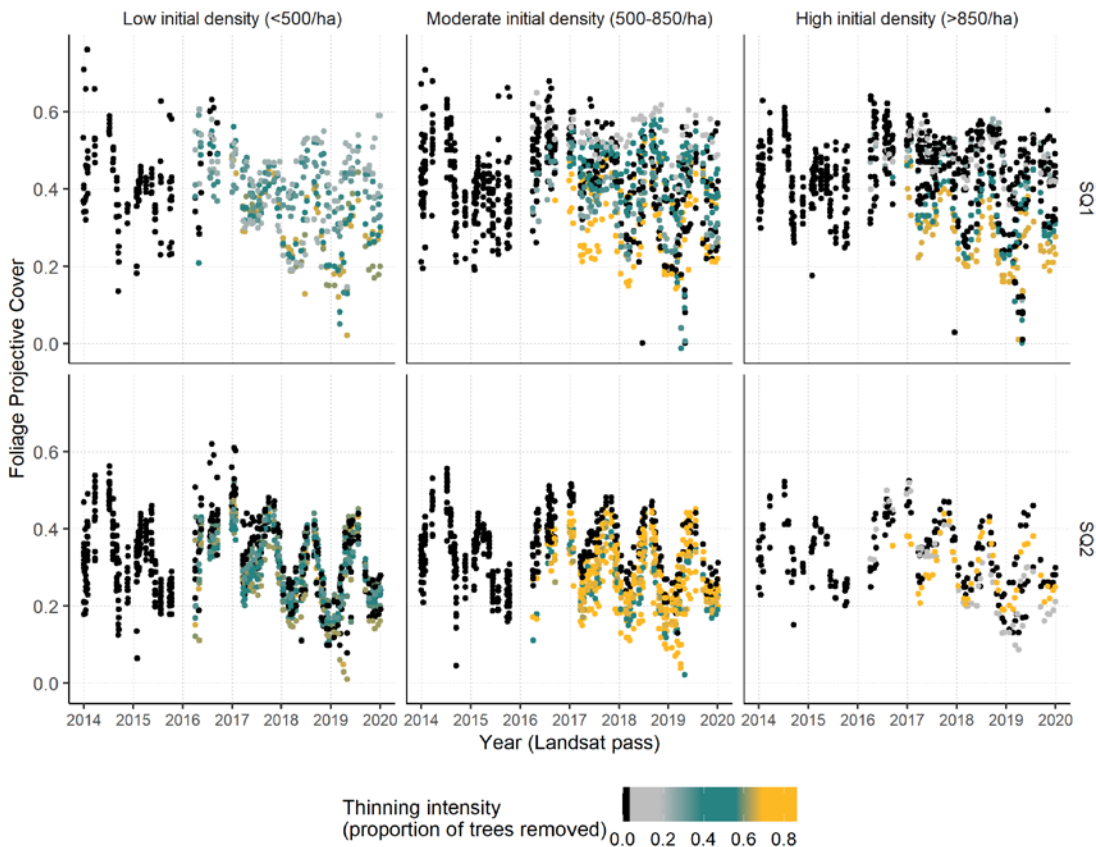 Low initial density (<500/ha)
Moderate initial density (500-850/ha)
High initial density (>850/ha)
0.6
0.4
0.2
0.0
SQ1
Foliage Projective Cover
0.6
0.4
0.2
0.0
SQ2
2014 2015 2016 2017 2018 2019 2020
2014 2015 2016 2017 2018 2019 2020
2014 2015 2016 2017 2018 2019 2020
Year (Landsat pass)
Thinning intensity
(proportion of trees removed)
0.0 0.2 0.4 0.6 0.8